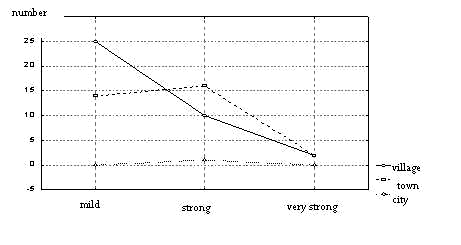 number
25
20
15
10
5
0
-5
mild
strong
very strong
village
town
city